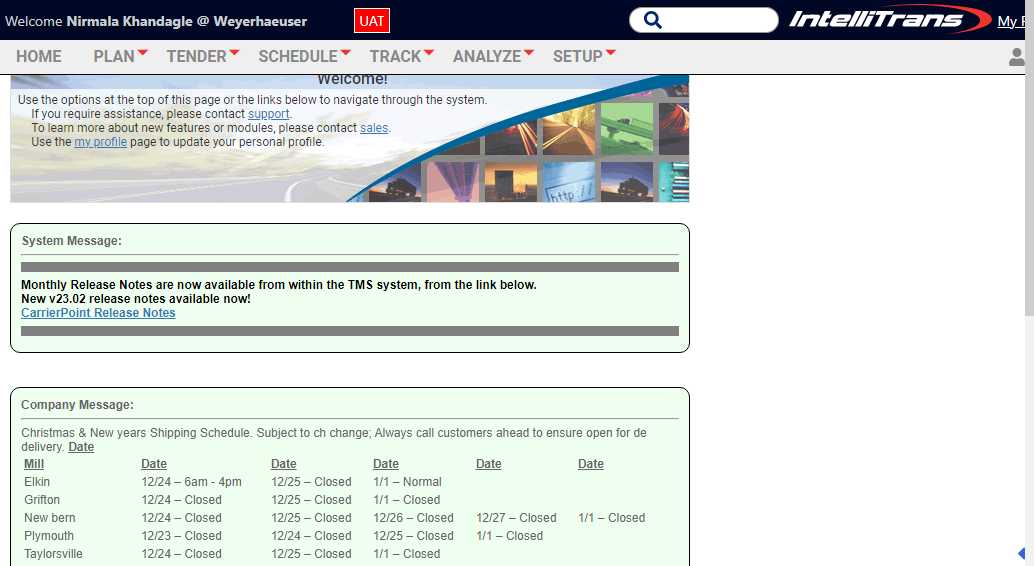 Welcome Nirmala Khandagle @ Weyerhaeuser UAT IntelliTrans My
HOME PLAN TENDER SCHEDULE TRACK ANALYZE SETUP
Welcome!
Use the options at the top of this page or the links below to navigate through the system.
If you require assistance, please contact support.
To learn more about new features or modules, please contact sales.
Use the my profile page to update your personal profile.
http://
System Message:
Monthly Release Notes are now available from within the TMS system, from the link below.
New v23.02 release notes available now!
CarrierPoint Release Notes
Company Message:
Christmas & New years Shipping Schedule. Subject to ch change; Always call customers ahead to ensure open for de
delivery. Date
Mill Date Date Date Date Date
Elkin 12/24 – 6am - 4pm 12/25 – Closed 1/1 – Normal
Grifton 12/24 – Closed 12/25 – Closed 1/1 – Closed
New bern 12/24 – Closed 12/25 – Closed 12/26 – Closed 12/27 – Closed 1/1 – Closed
Plymouth 12/23 – Closed 12/24 – Closed 12/25 – Closed 1/1 – Closed
Taylorsville 12/24 – Closed 12/25 – Closed 1/1 – Closed